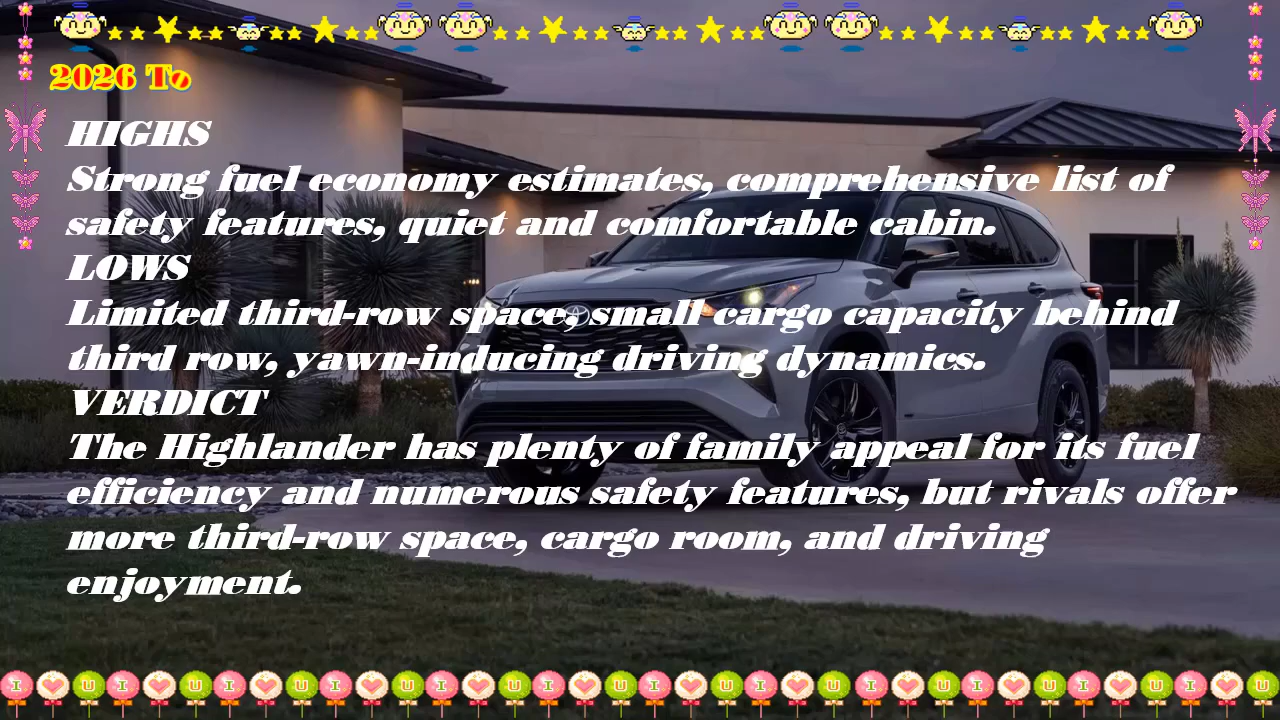 2026 To
HIGHS
Strong fuel economy estimates, comprehensive list of
safety features, quiet and comfortable cabin.
LOWS
Limited third-row space, small cargo capacity behind
third row, yawn-inducing driving dynamics.
VERDICT
The Highlander has plenty of family appeal for its fuel
efficiency and numerous safety features, but rivals offer
more third-row space, cargo room, and driving
enjoyment.
I U I U I U I U I U I U I U I U I U I U I U I U